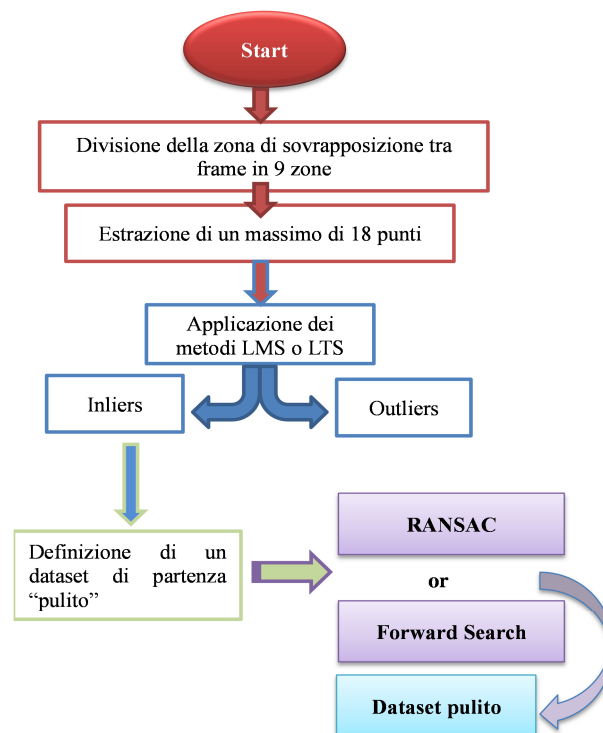 Start
Divisione della zona di sovrapposizione tra
frame in 9 zone
Estrazione di un massimo di 18 punti
Applicazione dei
metodi LMS o LTS
Inliers
Outliers
Definizione di un
dataset di partenza
“pulito”
RANSAC
or
Forward Search
Dataset pulito